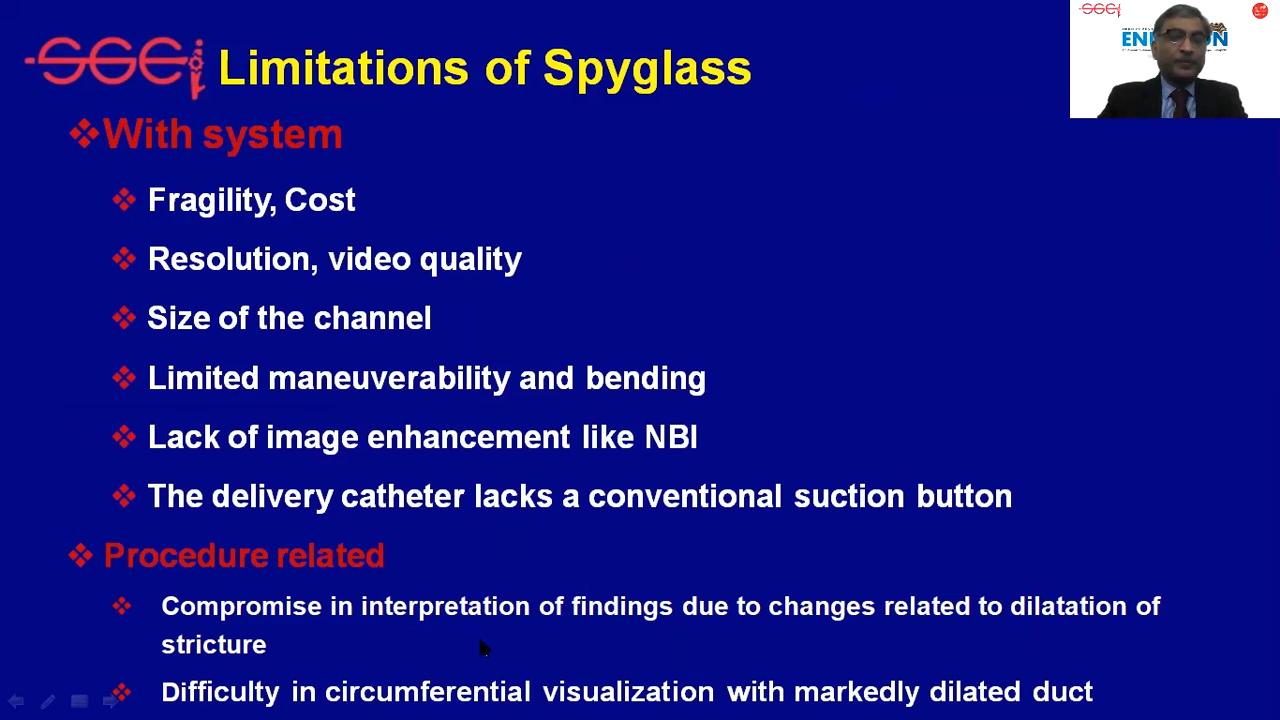 SGEi
Limitations of Spyglass
With system
Fragility, Cost
Resolution, video quality
Size of the channel
Limited maneuverability and bending
Lack of image enhancement like NBI
The delivery catheter lacks a conventional suction button
Procedure related
Compromise in interpretation of findings due to changes related to dilatation of
stricture
Difficulty in circumferential visualization with markedly dilated duct
SGEi